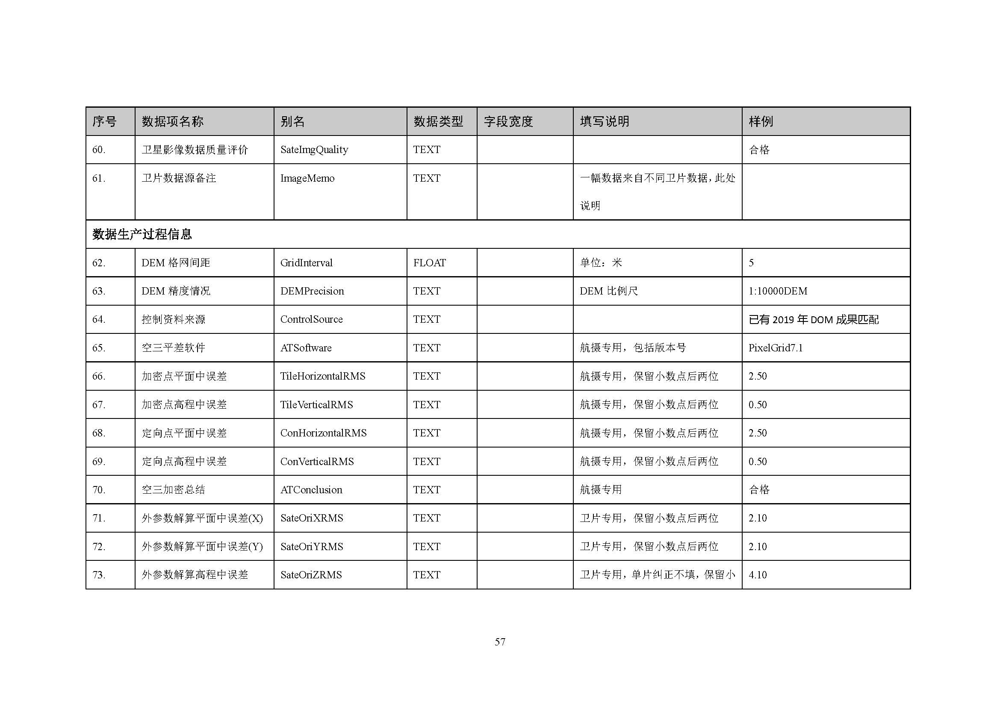 序号 数据项名称 别名 数据类型 字段宽度 填写说明 样例
60. 卫星影像数据质量评价 SateImgQuality TEXT 合格
61. 卫片数据源备注 ImageMemo TEXT 一幅数据来自不同卫片数据，此处
说明
数据生产过程信息
62. DEM 格网间距 GridInterval FLOAT 单位：米 5
63. DEM 精度情况 DEMPrecision TEXT DEM 比例尺 1:10000DEM
64. 控制资料来源 ControlSource TEXT 已有 2019 年 DOM 成果匹配
65. 空三平差软件 ATSoftware TEXT 航摄专用，包括版本号 PixelGrid7.1
66. 加密点平面中误差 TileHorizontalRMS TEXT 航摄专用，保留小数点后两位 2.50
67. 加密点高程中误差 TileVerticalRMS TEXT 航摄专用，保留小数点后两位 0.50
68. 定向点平面中误差 ConHorizontalRMS TEXT 航摄专用，保留小数点后两位 2.50
69. 定向点高程中误差 ConVerticalRMS TEXT 航摄专用，保留小数点后两位 0.50
70. 空三加密总结 ATConclusion TEXT 航摄专用 合格
71. 外参数解算平面中误差(X) SateOriXRMS TEXT 卫片专用，保留小数点后两位 2.10
72. 外参数解算平面中误差(Y) SateOriYRMS TEXT 卫片专用，保留小数点后两位 2.10
73. 外参数解算高程中误差 SateOriZRMS TEXT 卫片专用，单片纠正不填，保留小 4.10
57